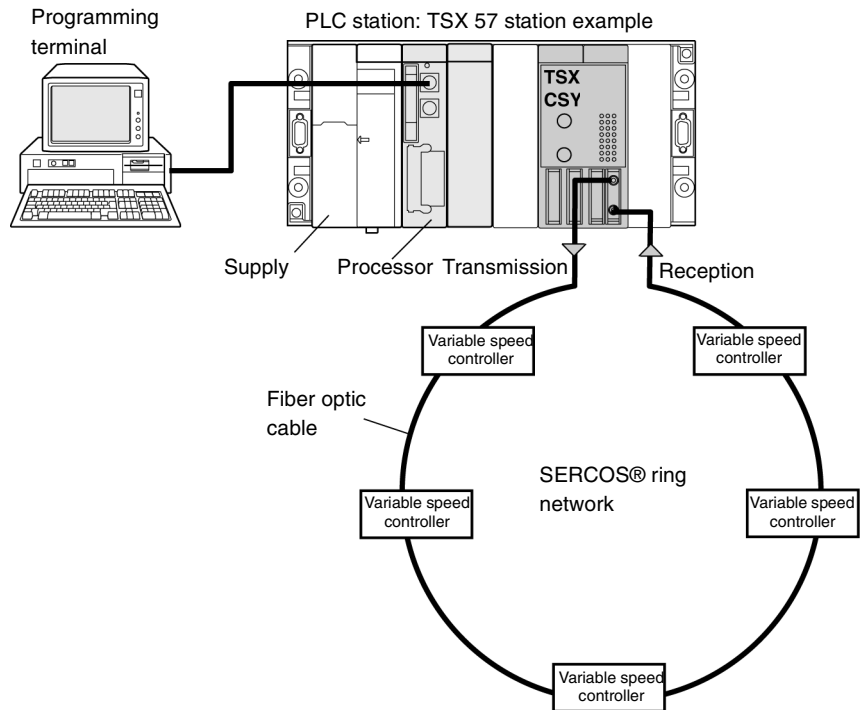 Programming
terminal
PLC station: TSX 57 station example
TSX
CSY
Supply
Processor
Transmission
Reception
Variable speed
controller
Variable speed
controller
Fiber optic
cable
SERCOS® ring
network
Variable speed
controller
Variable speed
controller
Variable speed
controller